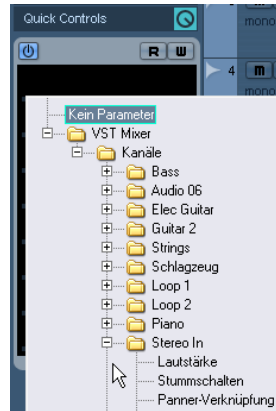 Quick Controls
mono
R W
4 m
mono
Kein Parameter
VST Mixer
Kanäle
Bass
Audio 06
Elec Guitar
Guitar 2
Strings
Schlagzeug
Loop 1
Loop 2
Piano
Stereo In
Lautstärke
Stummschalten
Panner-Verknüpfung